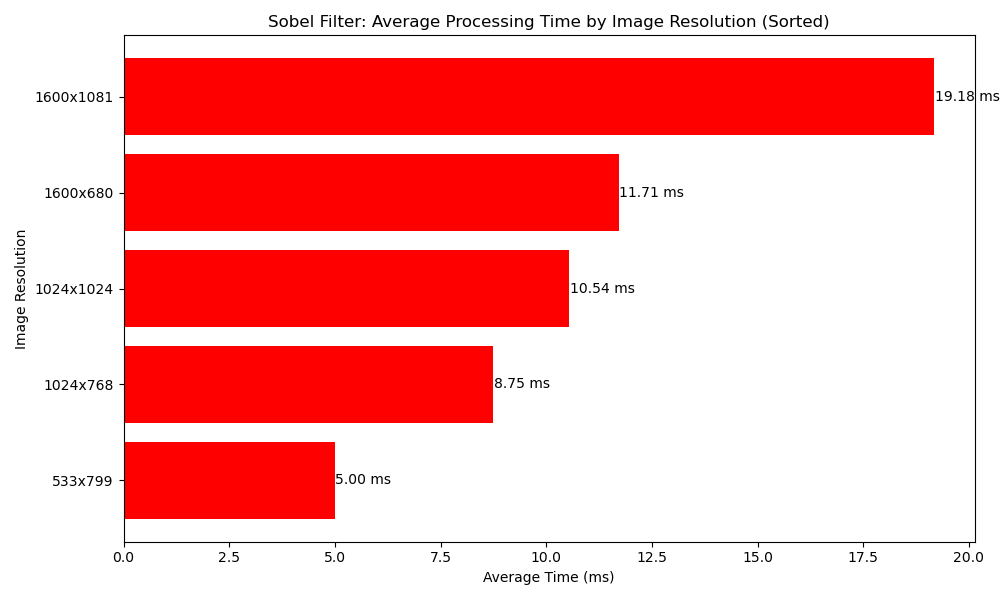 Sobel Filter: Average Processing Time by Image Resolution (Sorted)
Image Resolution
1600x1081
19.18 ms
1600x680
11.71 ms
1024x1024
10.54 ms
1024x768
8.75 ms
533x799
5.00 ms
0.0 2.5 5.0 7.5 10.0 12.5 15.0 17.5 20.0
Average Time (ms)